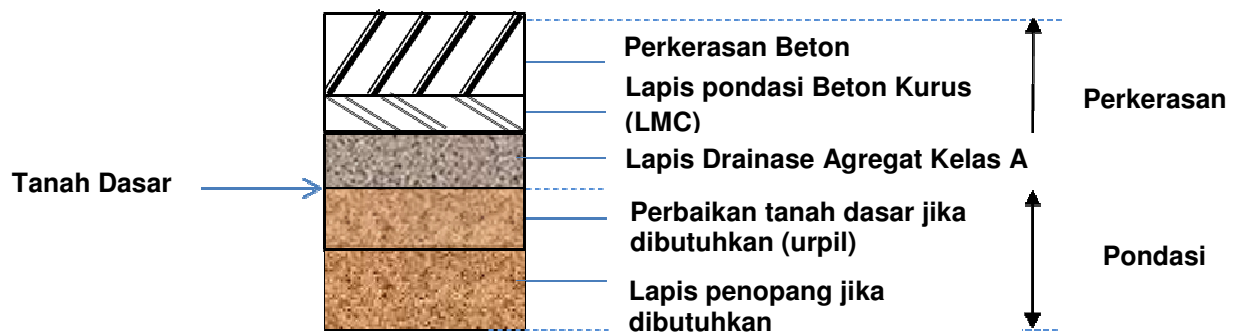 Perkerasan Beton
Lapis pondasi Beton Kurus
(LMC)
Perkerasan
Lapis Drainase Agregat Kelas A
Tanah Dasar
Perbaikan tanah dasar jika
dibutuhkan (urpil)
Pondasi
Lapis penopang jika
dibutuhkan